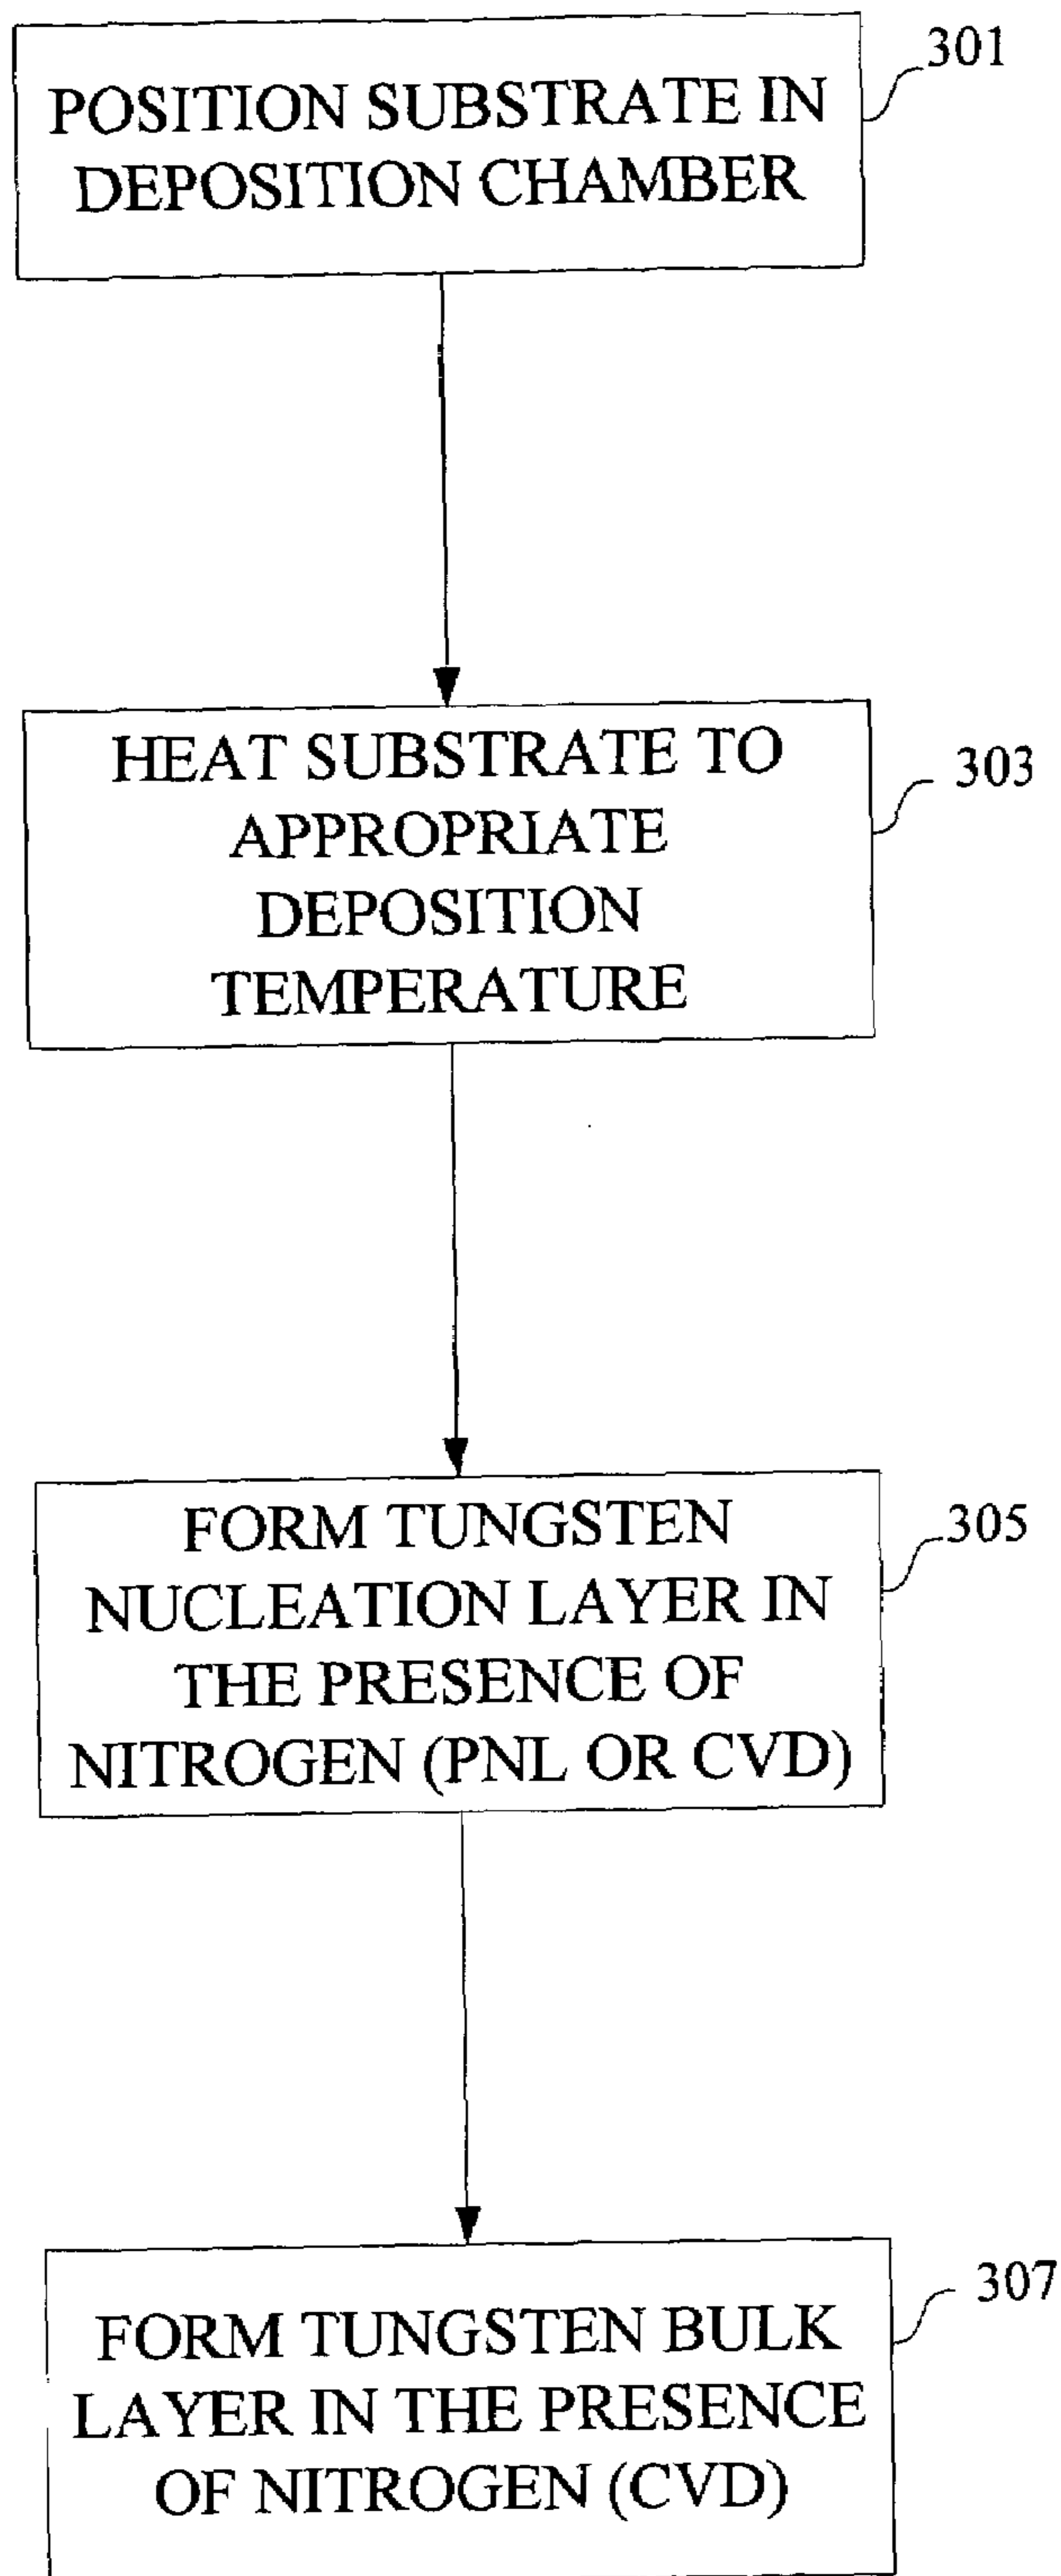 POSITION SUBSTRATE IN
DEPOSITION CHAMBER
301
HEAT SUBSTRATE TO
APPROPRIATE
DEPOSITION
TEMPERATURE
303
FORM TUNGSTEN
NUCLEATION LAYER IN
THE PRESENCE OF
NITROGEN (PNL OR CVD)
305
FORM TUNGSTEN BULK
LAYER IN THE PRESENCE
OF NITROGEN (CVD)
307